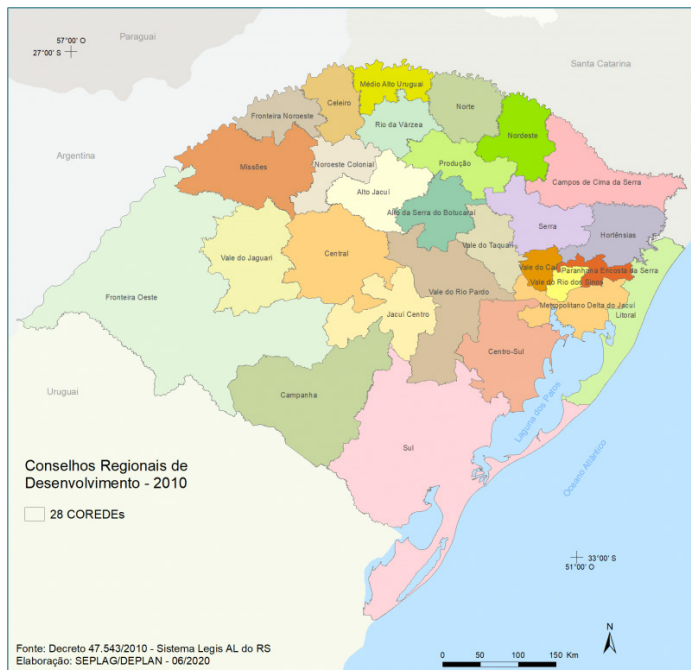 Paraguai
57°00' O
27°00' S
Santa Catarina
Médio Alto Uruguai
Celeiro
Norte
Fronteira Noroeste
Rio da Várzea
Nordeste
Argentina
Missões
Noroeste Colonial
Produção
Campos de Cima da Serra
Alto Jacuí
Alto da Serra do Botucaraí
Serra
Hortênsias
Vale do Jaguari
Central
Vale do Taquari
Vale do Caí
Paranhana Encosta da Serra
Vale do Rio dos Sinos
Fronteira Oeste
Vale do Rio Pardo
Metropolitano Delta do Jacuí
Jacuí Centro
Litoral
Centro-Sul
Uruguai
Campanha
Laguna dos Patos
Sul
Oceano Atlântico
Conselhos Regionais de
Desenvolvimento - 2010
28 COREDEs
33°00' S
51°00' O
Fonte: Decreto 47.543/2010 - Sistema Legis AL do RS
Elaboração: SEPLAG/DEPLAN - 06/2020
N
0 50 100 150 Km